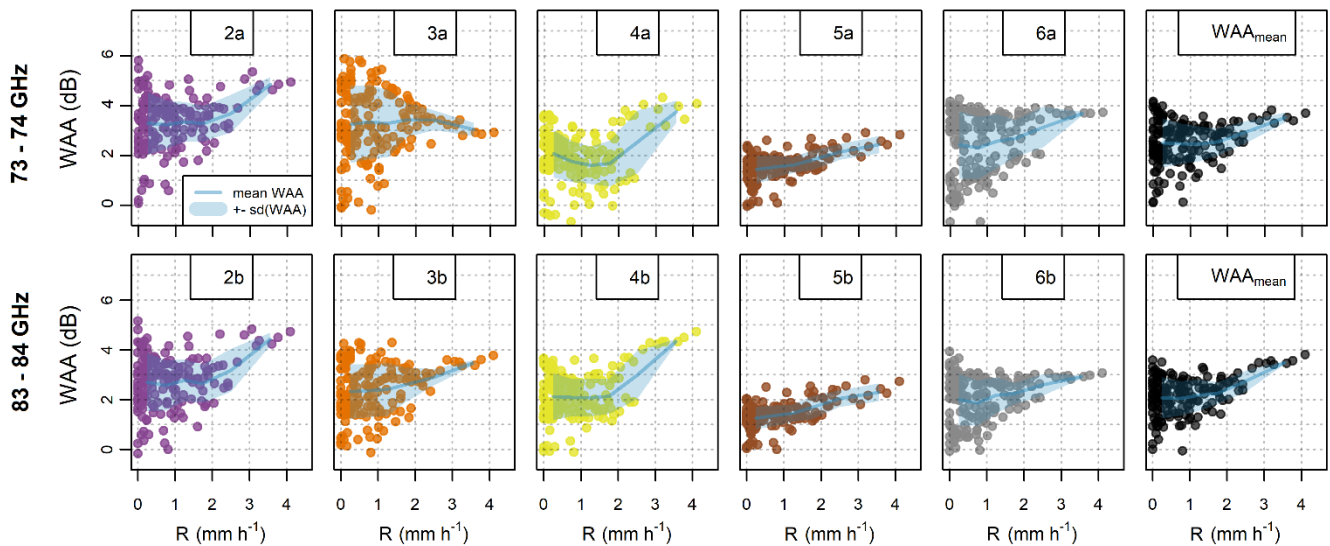 2a 3a 4a 5a 6a WAAmean
73 - 74 GHz
WAA (dB)
6
4
2
0
mean WAA
+- sd(WAA)
2b 3b 4b 5b 6b WAAmean
83 - 84 GHz
WAA (dB)
6
4
2
0
0 1 2 3 4 0 1 2 3 4 0 1 2 3 4 0 1 2 3 4 0 1 2 3 4 0 1 2 3 4
R (mm h⁻¹) R (mm h⁻¹) R (mm h⁻¹) R (mm h⁻¹) R (mm h⁻¹) R (mm h⁻¹)